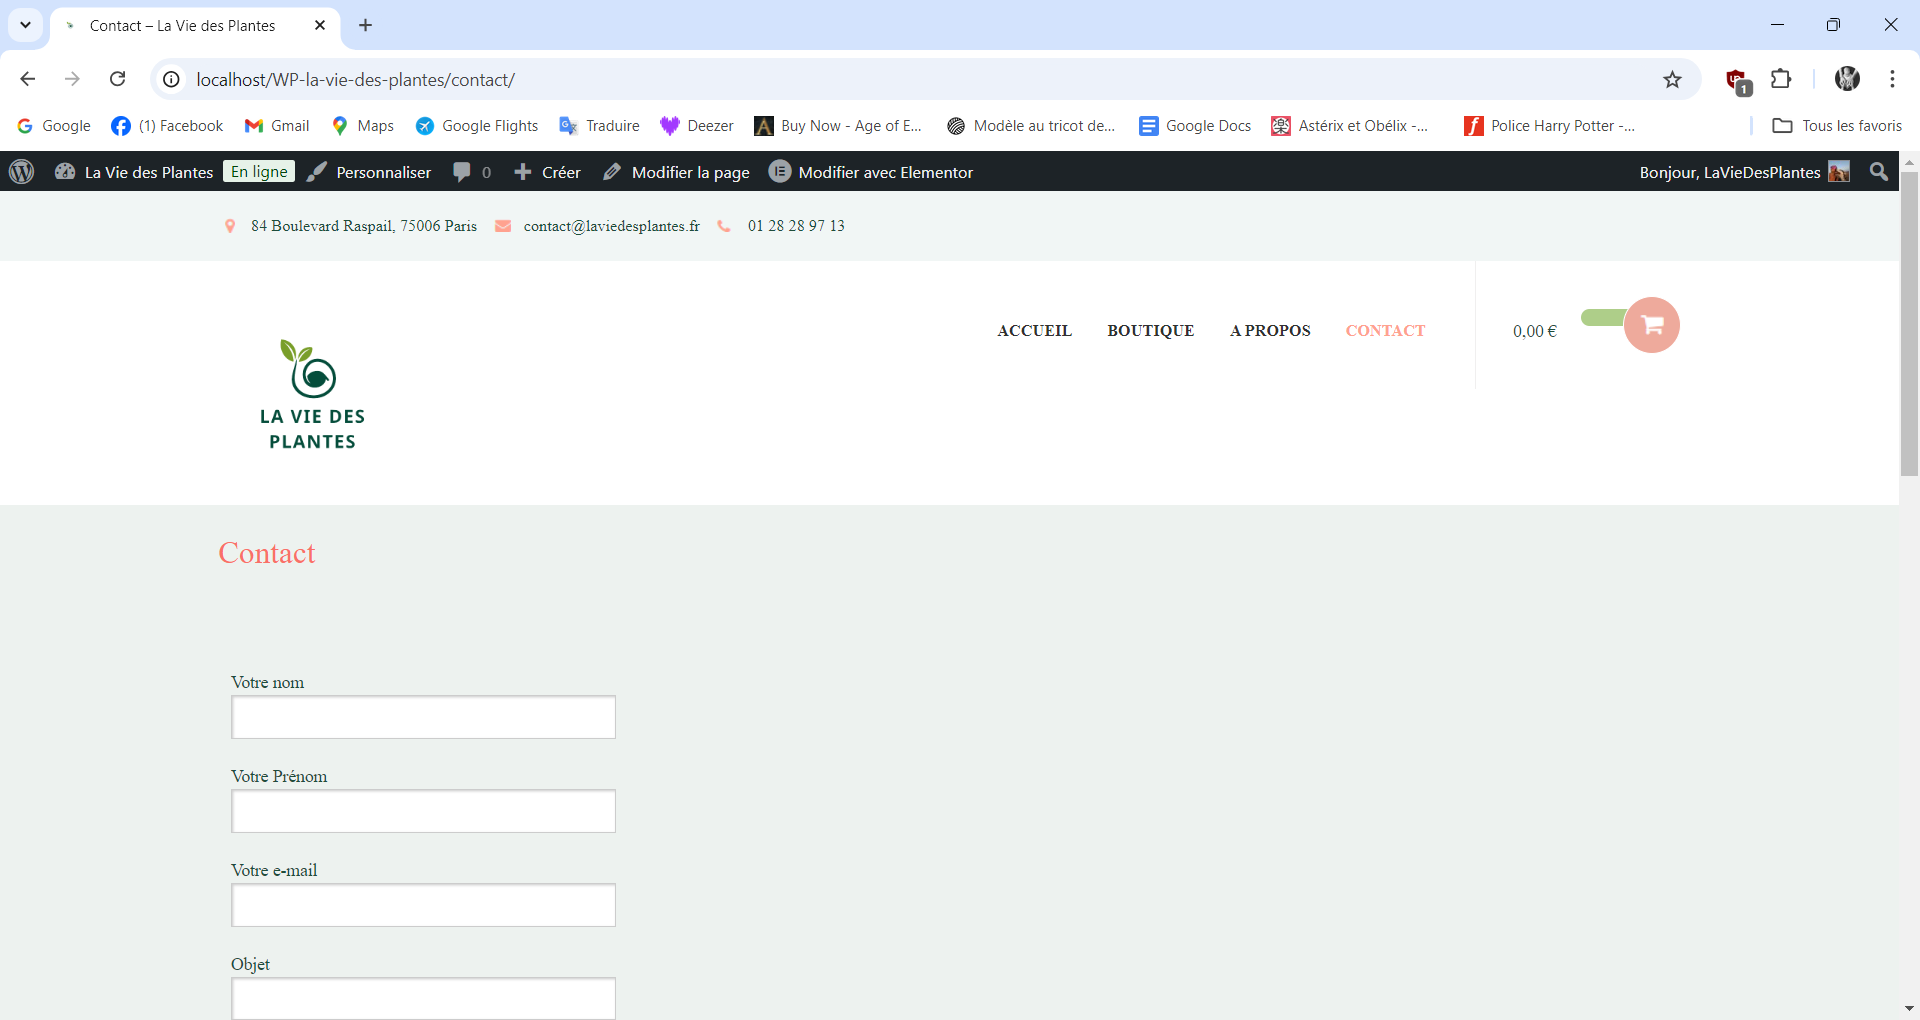 Contact – La Vie des Plantes
localhost/WP-la-vie-des-plantes/contact/
1
Google (1) Facebook Gmail Maps Google Flights Traduire Deezer Buy Now - Age of E... Modèle au tricot de... Google Docs Astérix et Obélix -... Police Harry Potter -... Tous les favoris
La Vie des Plantes En ligne Personnaliser 0 Créer Modifier la page Modifier avec Elementor Bonjour, LaVieDesPlantes
84 Boulevard Raspail, 75006 Paris contact@laviedesplantes.fr 01 28 28 97 13
ACCUEIL BOUTIQUE A PROPOS CONTACT 0,00 €
LA VIE DES
PLANTES
Contact
Votre nom
Votre Prénom
Votre e-mail
Objet